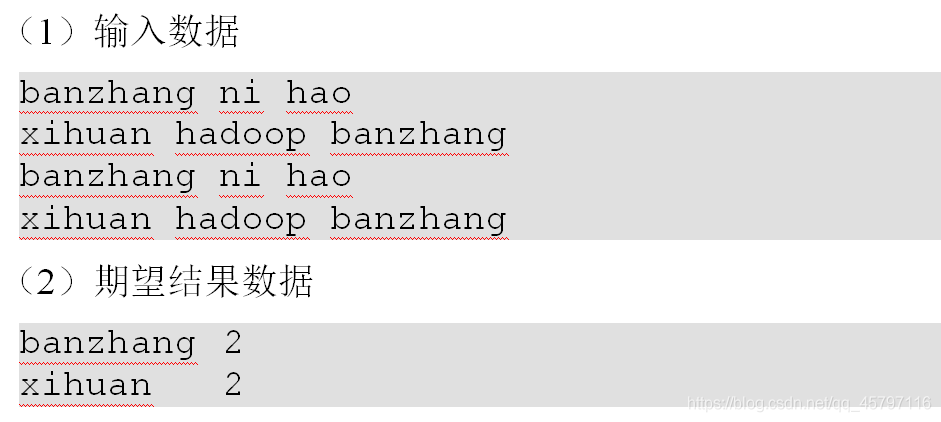 （1）输入数据
banzhang ni hao
xihuan hadoop banzhang
banzhang ni hao
xihuan hadoop banzhang
（2）期望结果数据
banzhang 2
xihuan 2
https://blog.csdn.net/qq_45797116